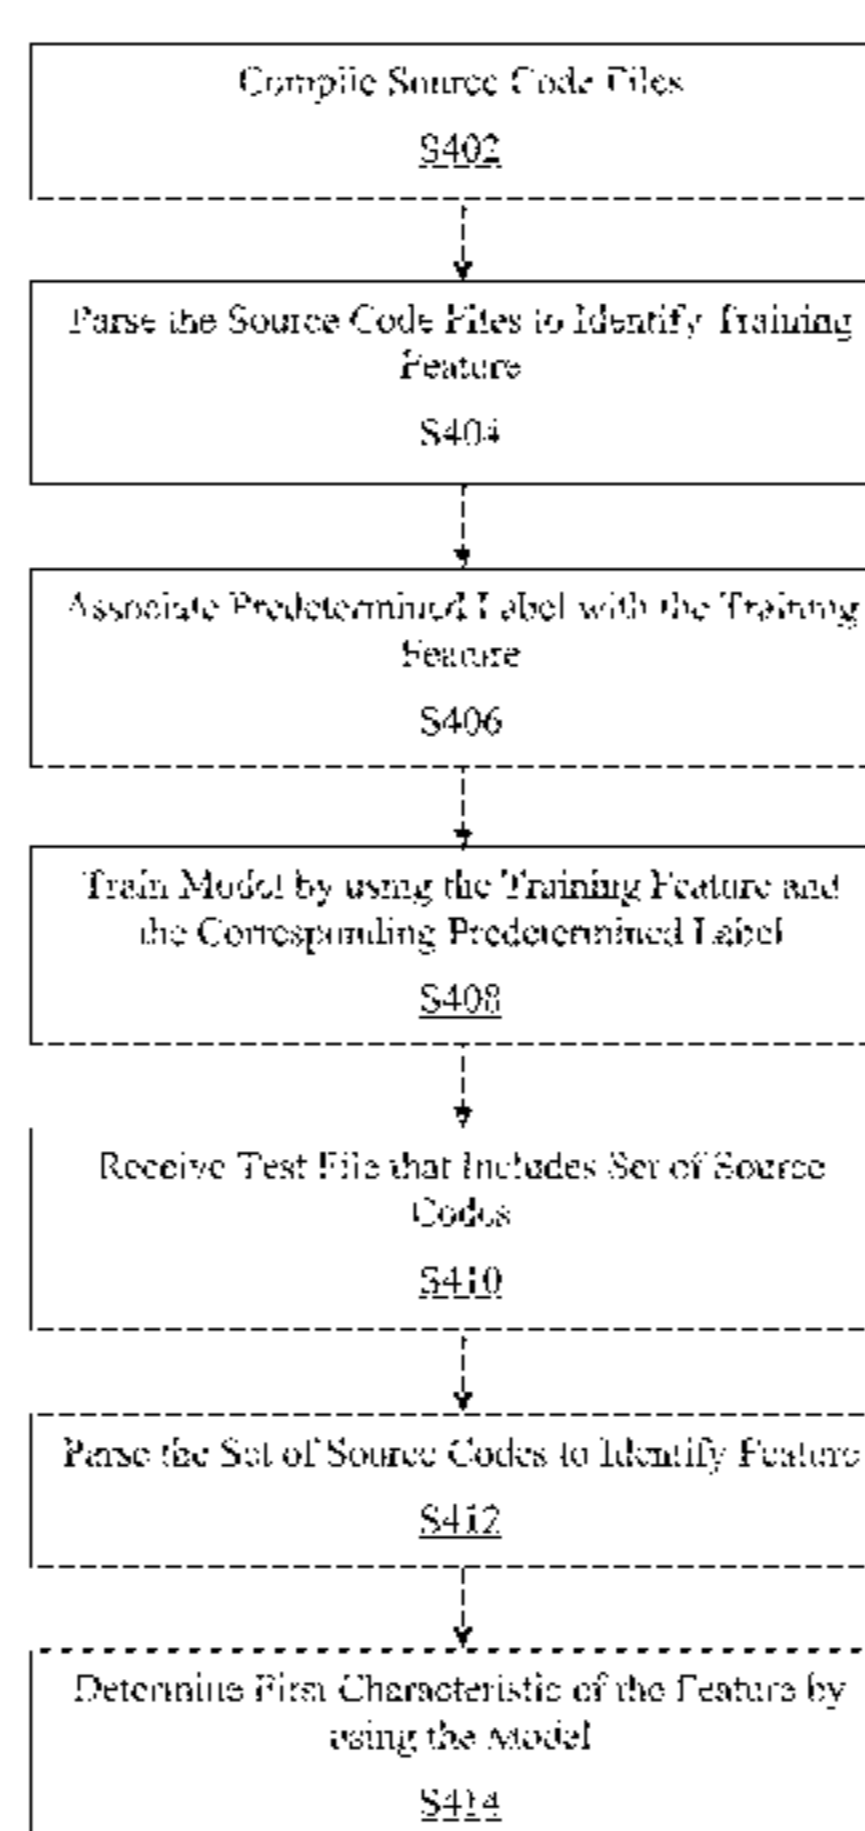 Compile Source Code Files
S402
Parse the Source Code Files to Identify Training
Feature
S404
Associate Predetermined Label with the Training
Feature
S406
Train Model by using the Training Feature and
the Corresponding Predetermined Label
S408
Receive Test File that Includes Set of Source
Codes
S410
Parse the Set of Source Codes to Identify Feature
S412
Determine First Characteristic of the Feature by
using the Model
S414